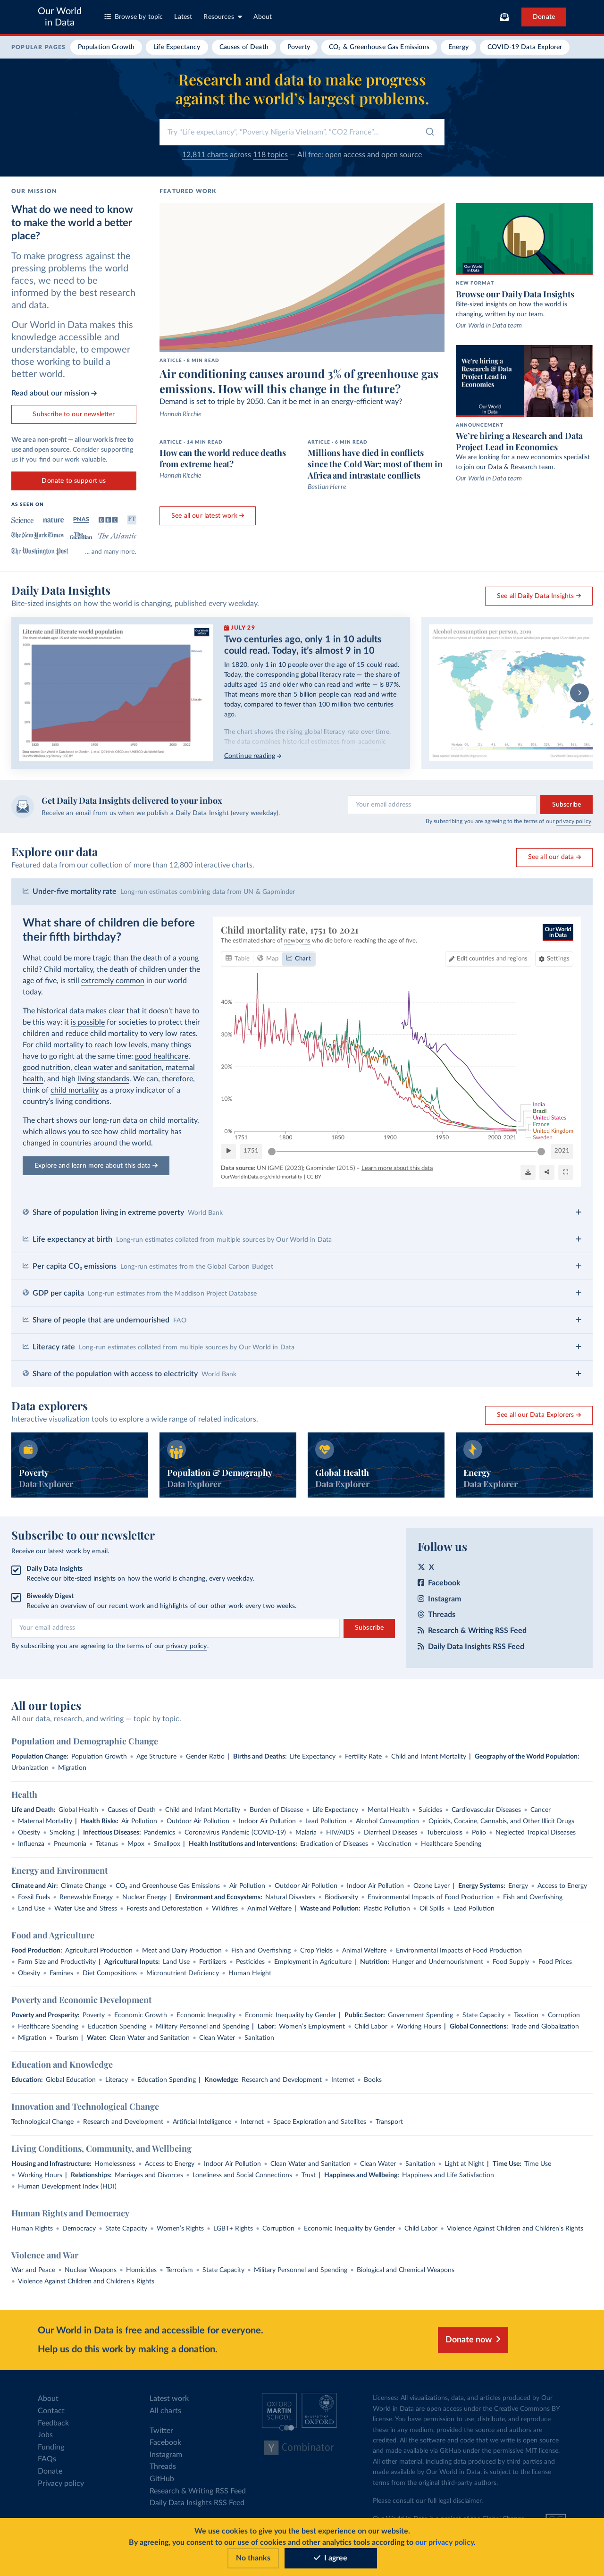 Our World
in Data
Browse by topic
Latest
Resources
About
Donate
POPULAR PAGES
Population Growth
Life Expectancy
Causes of Death
Poverty
CO₂ & Greenhouse Gas Emissions
Energy
COVID-19 Data Explorer
Research and data to make progress
against the world’s largest problems.
Try "Life expectancy", "Poverty Nigeria Vietnam", "CO2 France"...
12,811 charts across 118 topics — All free: open access and open source
OUR MISSION
What do we need to know
to make the world a better
place?
To make progress against
the pressing problems the world
faces, we need to be
informed by the best research
and data.
Our World in Data makes this
knowledge accessible and
understandable, to empower
those working to build a
better world.
Read about our mission →
Subscribe to our newsletter
We are a non-profit — all our work is free to
use and open source. Consider supporting
us if you find our work valuable.
Donate to support us
AS SEEN ON
Science
nature
PNAS
BBC
FT
The New York Times
The Guardian
The Atlantic
The Washington Post
... and many more.
FEATURED WORK
ARTICLE · 8 MIN READ
Air conditioning causes around 3% of greenhouse gas
emissions. How will this change in the future?
Demand is set to triple by 2050. Can it be met in an energy-efficient way?
Hannah Ritchie
ARTICLE · 14 MIN READ
How can the world reduce deaths
from extreme heat?
Hannah Ritchie
ARTICLE · 6 MIN READ
Millions have died in conflicts
since the Cold War; most of them in
Africa and intrastate conflicts
Bastian Herre
See all our latest work →
Our World
in Data
NEW FORMAT
Browse our Daily Data Insights
Bite-sized insights on how the world is
changing, written by our team.
Our World in Data team
We're hiring a
Research & Data
Project Lead in
Economics
Our World
in Data
ANNOUNCEMENT
We’re hiring a Research and Data
Project Lead in Economics
We are looking for a new economics specialist
to join our Data & Research team.
Our World in Data team
Daily Data Insights
Bite-sized insights on how the world is changing, published every weekday.
See all Daily Data Insights →
Literate and illiterate world population
JULY 29
Two centuries ago, only 1 in 10 adults
could read. Today, it’s almost 9 in 10
In 1820, only 1 in 10 people over the age of 15 could read.
Today, the corresponding global literacy rate — the share of
adults aged 15 and older who can read and write — is 87%.
That means more than 5 billion people can read and write
today, compared to fewer than 100 million two centuries
ago.
The chart shows the rising global literacy rate over time.
The data combines historical estimates from academic
Continue reading →
Alcohol consumption per person, 2019
Get Daily Data Insights delivered to your inbox
Receive an email from us when we publish a Daily Data Insight (every weekday).
Your email address
Subscribe
By subscribing you are agreeing to the terms of our privacy policy.
Explore our data
Featured data from our collection of more than 12,800 interactive charts.
See all our data →
Under-five mortality rate Long-run estimates combining data from UN & Gapminder
What share of children die before
their fifth birthday?
What could be more tragic than the death of a young
child? Child mortality, the death of children under the
age of five, is still extremely common in our world
today.
The historical data makes clear that it doesn’t have to
be this way: it is possible for societies to protect their
children and reduce child mortality to very low rates.
For child mortality to reach low levels, many things
have to go right at the same time: good healthcare,
good nutrition, clean water and sanitation, maternal
health, and high living standards. We can, therefore,
think of child mortality as a proxy indicator of a
country’s living conditions.
The chart shows our long-run data on child mortality,
which allows you to see how child mortality has
changed in countries around the world.
Explore and learn more about this data →
Child mortality rate, 1751 to 2021
The estimated share of newborns who die before reaching the age of five.
Our World
in Data
Table
Map
Chart
Edit countries and regions
Settings
40%
30%
20%
10%
0%
1751 1800 1850 1900 1950 2000 2021
India
Brazil
United States
France
United Kingdom
Sweden
1751
2021
Data source: UN IGME (2023); Gapminder (2015) – Learn more about this data
OurWorldInData.org/child-mortality | CC BY
Share of population living in extreme poverty World Bank
Life expectancy at birth Long-run estimates collated from multiple sources by Our World in Data
Per capita CO₂ emissions Long-run estimates from the Global Carbon Budget
GDP per capita Long-run estimates from the Maddison Project Database
Share of people that are undernourished FAO
Literacy rate Long-run estimates collated from multiple sources by Our World in Data
Share of the population with access to electricity World Bank
Data explorers
Interactive visualization tools to explore a wide range of related indicators.
See all our Data Explorers →
Poverty
Data Explorer
Population & Demography
Data Explorer
Global Health
Data Explorer
Energy
Data Explorer
Subscribe to our newsletter
Receive our latest work by email.
Daily Data Insights
Receive our bite-sized insights on how the world is changing, every weekday.
Biweekly Digest
Receive an overview of our recent work and highlights of our other work every two weeks.
Your email address
Subscribe
By subscribing you are agreeing to the terms of our privacy policy.
Follow us
X
Facebook
Instagram
Threads
Research & Writing RSS Feed
Daily Data Insights RSS Feed
All our topics
All our data, research, and writing — topic by topic.
Population and Demographic Change
Population Change: Population Growth • Age Structure • Gender Ratio | Births and Deaths: Life Expectancy • Fertility Rate • Child and Infant Mortality | Geography of the World Population:
Urbanization • Migration
Health
Life and Death: Global Health • Causes of Death • Child and Infant Mortality • Burden of Disease • Life Expectancy • Mental Health • Suicides • Cardiovascular Diseases • Cancer
• Maternal Mortality | Health Risks: Air Pollution • Outdoor Air Pollution • Indoor Air Pollution • Lead Pollution • Alcohol Consumption • Opioids, Cocaine, Cannabis, and Other Illicit Drugs
• Obesity • Smoking | Infectious Diseases: Pandemics • Coronavirus Pandemic (COVID-19) • Malaria • HIV/AIDS • Diarrheal Diseases • Tuberculosis • Polio • Neglected Tropical Diseases
• Influenza • Pneumonia • Tetanus • Mpox • Smallpox | Health Institutions and Interventions: Eradication of Diseases • Vaccination • Healthcare Spending
Energy and Environment
Climate and Air: Climate Change • CO₂ and Greenhouse Gas Emissions • Air Pollution • Outdoor Air Pollution • Indoor Air Pollution • Ozone Layer | Energy Systems: Energy • Access to Energy
• Fossil Fuels • Renewable Energy • Nuclear Energy | Environment and Ecosystems: Natural Disasters • Biodiversity • Environmental Impacts of Food Production • Fish and Overfishing
• Land Use • Water Use and Stress • Forests and Deforestation • Wildfires • Animal Welfare | Waste and Pollution: Plastic Pollution • Oil Spills • Lead Pollution
Food and Agriculture
Food Production: Agricultural Production • Meat and Dairy Production • Fish and Overfishing • Crop Yields • Animal Welfare • Environmental Impacts of Food Production
• Farm Size and Productivity | Agricultural Inputs: Land Use • Fertilizers • Pesticides • Employment in Agriculture | Nutrition: Hunger and Undernourishment • Food Supply • Food Prices
• Obesity • Famines • Diet Compositions • Micronutrient Deficiency • Human Height
Poverty and Economic Development
Poverty and Prosperity: Poverty • Economic Growth • Economic Inequality • Economic Inequality by Gender | Public Sector: Government Spending • State Capacity • Taxation • Corruption
• Healthcare Spending • Education Spending • Military Personnel and Spending | Labor: Women’s Employment • Child Labor • Working Hours | Global Connections: Trade and Globalization
• Migration • Tourism | Water: Clean Water and Sanitation • Clean Water • Sanitation
Education and Knowledge
Education: Global Education • Literacy • Education Spending | Knowledge: Research and Development • Internet • Books
Innovation and Technological Change
Technological Change • Research and Development • Artificial Intelligence • Internet • Space Exploration and Satellites • Transport
Living Conditions, Community, and Wellbeing
Housing and Infrastructure: Homelessness • Access to Energy • Indoor Air Pollution • Clean Water and Sanitation • Clean Water • Sanitation • Light at Night | Time Use: Time Use
• Working Hours | Relationships: Marriages and Divorces • Loneliness and Social Connections • Trust | Happiness and Wellbeing: Happiness and Life Satisfaction
• Human Development Index (HDI)
Human Rights and Democracy
Human Rights • Democracy • State Capacity • Women’s Rights • LGBT+ Rights • Corruption • Economic Inequality by Gender • Child Labor • Violence Against Children and Children’s Rights
Violence and War
War and Peace • Nuclear Weapons • Homicides • Terrorism • State Capacity • Military Personnel and Spending • Biological and Chemical Weapons
• Violence Against Children and Children’s Rights
Our World in Data is free and accessible for everyone.
Help us do this work by making a donation.
Donate now
About
Contact
Feedback
Jobs
Funding
FAQs
Donate
Privacy policy
Latest work
All charts
Twitter
Facebook
Instagram
Threads
GitHub
Research & Writing RSS Feed
Daily Data Insights RSS Feed
OXFORD
MARTIN
SCHOOL
UNIVERSITY OF
OXFORD
Y Combinator
Licenses: All visualizations, data, and articles produced by Our
World in Data are open access under the Creative Commons BY
license. You have permission to use, distribute, and reproduce
these in any medium, provided the source and authors are
credited. All the software and code that we write is open source
and made available via GitHub under the permissive MIT license.
All other material, including data produced by third parties and
made available by Our World in Data, is subject to the license
terms from the original third-party authors.
Please consult our full legal disclaimer.
We use cookies to give you the best experience on our website.
By agreeing, you consent to our use of cookies and other analytics tools according to our privacy policy.
No thanks
I agree